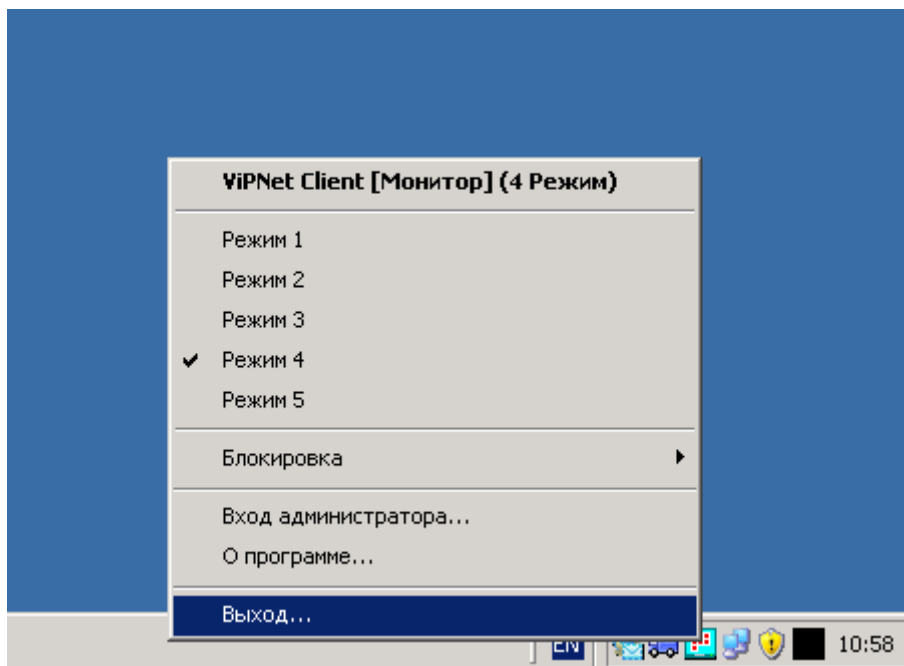 ViPNet Client [Монитор] (4 Режим)
Режим 1
Режим 2
Режим 3
Режим 4
Режим 5
Блокировка
Вход администратора...
О программе...
Выход...
EN
10:58